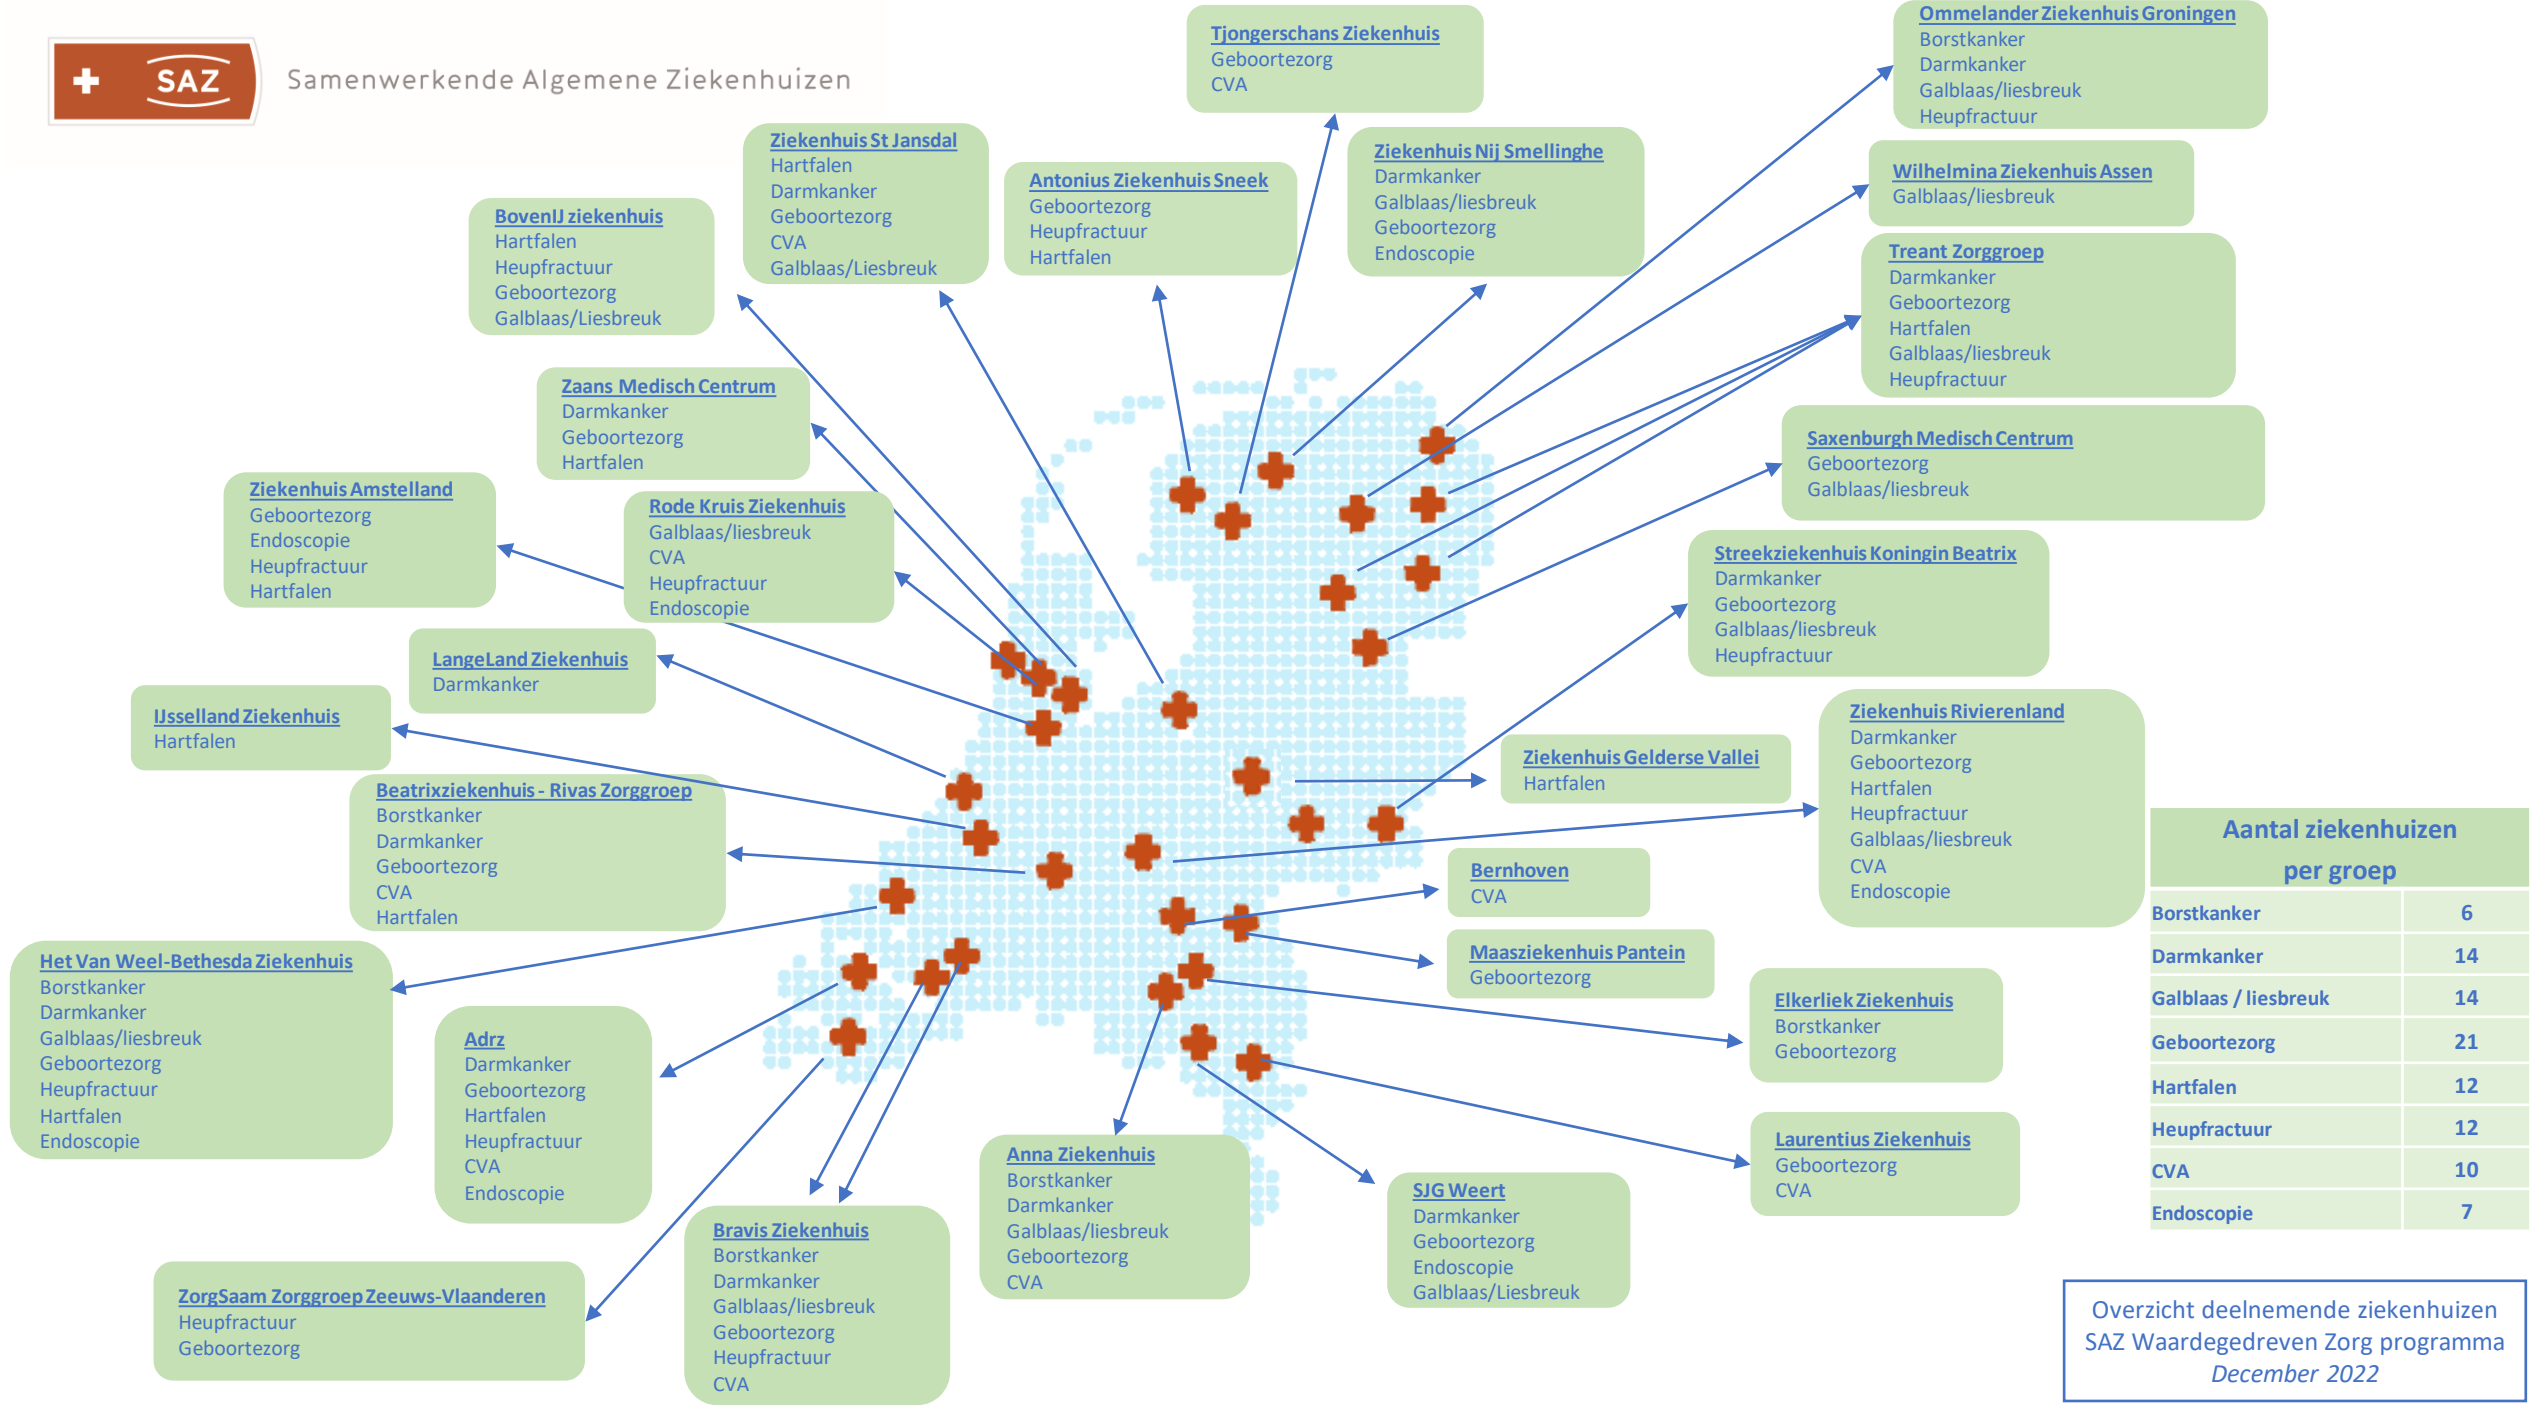 SAZ
Samenwerkende Algemene Ziekenhuizen
Tjongerschans Ziekenhuis
Geboortezorg
CVA
Ommelander Ziekenhuis Groningen
Borstkanker
Darmkanker
Galblaas/liesbreuk
Heupfractuur
Ziekenhuis St Jansdal
Hartfalen
Darmkanker
Geboortezorg
CVA
Galblaas/Liesbreuk
Antonius Ziekenhuis Sneek
Geboortezorg
Heupfractuur
Hartfalen
Ziekenhuis Nij Smellinghe
Darmkanker
Galblaas/liesbreuk
Geboortezorg
Endoscopie
Wilhelmina Ziekenhuis Assen
Galblaas/liesbreuk
BovenIJ ziekenhuis
Hartfalen
Heupfractuur
Geboortezorg
Galblaas/Liesbreuk
Treant Zorggroep
Darmkanker
Geboortezorg
Hartfalen
Galblaas/liesbreuk
Heupfractuur
Zaans Medisch Centrum
Darmkanker
Geboortezorg
Hartfalen
Saxenburgh Medisch Centrum
Geboortezorg
Galblaas/liesbreuk
Ziekenhuis Amstelland
Geboortezorg
Endoscopie
Heupfractuur
Hartfalen
Rode Kruis Ziekenhuis
Galblaas/liesbreuk
CVA
Heupfractuur
Endoscopie
Streekziekenhuis Koningin Beatrix
Darmkanker
Geboortezorg
Galblaas/liesbreuk
Heupfractuur
LangeLand Ziekenhuis
Darmkanker
IJsselland Ziekenhuis
Hartfalen
Ziekenhuis Rivierenland
Darmkanker
Geboortezorg
Hartfalen
Heupfractuur
Galblaas/liesbreuk
CVA
Endoscopie
Ziekenhuis Gelderse Vallei
Hartfalen
Beatrixziekenhuis - Rivas Zorggroep
Borstkanker
Darmkanker
Geboortezorg
CVA
Hartfalen
Bernhoven
CVA
Maasziekenhuis Pantein
Geboortezorg
Het Van Weel-Bethesda Ziekenhuis
Borstkanker
Darmkanker
Galblaas/liesbreuk
Geboortezorg
Heupfractuur
Hartfalen
Endoscopie
Adrz
Darmkanker
Geboortezorg
Hartfalen
Heupfractuur
CVA
Endoscopie
Elkerliek Ziekenhuis
Borstkanker
Geboortezorg
Laurentius Ziekenhuis
Geboortezorg
CVA
Anna Ziekenhuis
Borstkanker
Darmkanker
Galblaas/liesbreuk
Geboortezorg
CVA
SJG Weert
Darmkanker
Geboortezorg
Endoscopie
Galblaas/Liesbreuk
Bravis Ziekenhuis
Borstkanker
Darmkanker
Galblaas/liesbreuk
Geboortezorg
Heupfractuur
CVA
ZorgSaam Zorggroep Zeeuws-Vlaanderen
Heupfractuur
Geboortezorg
Aantal ziekenhuizen
per groep
Borstkanker 6
Darmkanker 14
Galblaas / liesbreuk 14
Geboortezorg 21
Hartfalen 12
Heupfractuur 12
CVA 10
Endoscopie 7
Overzicht deelnemende ziekenhuizen
SAZ Waardegedreven Zorg programma
December 2022